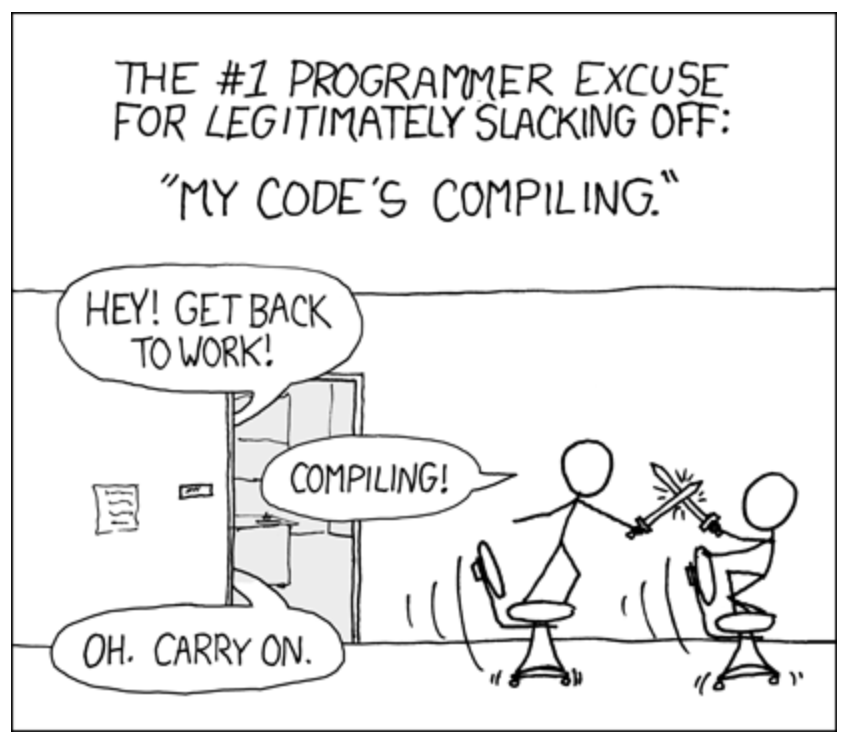 THE #1 PROGRAMMER EXCUSE
FOR LEGITIMATELY SLACKING OFF:
"MY CODE'S COMPILING."
HEY! GET BACK
TO WORK!
COMPILING!
OH. CARRY ON.